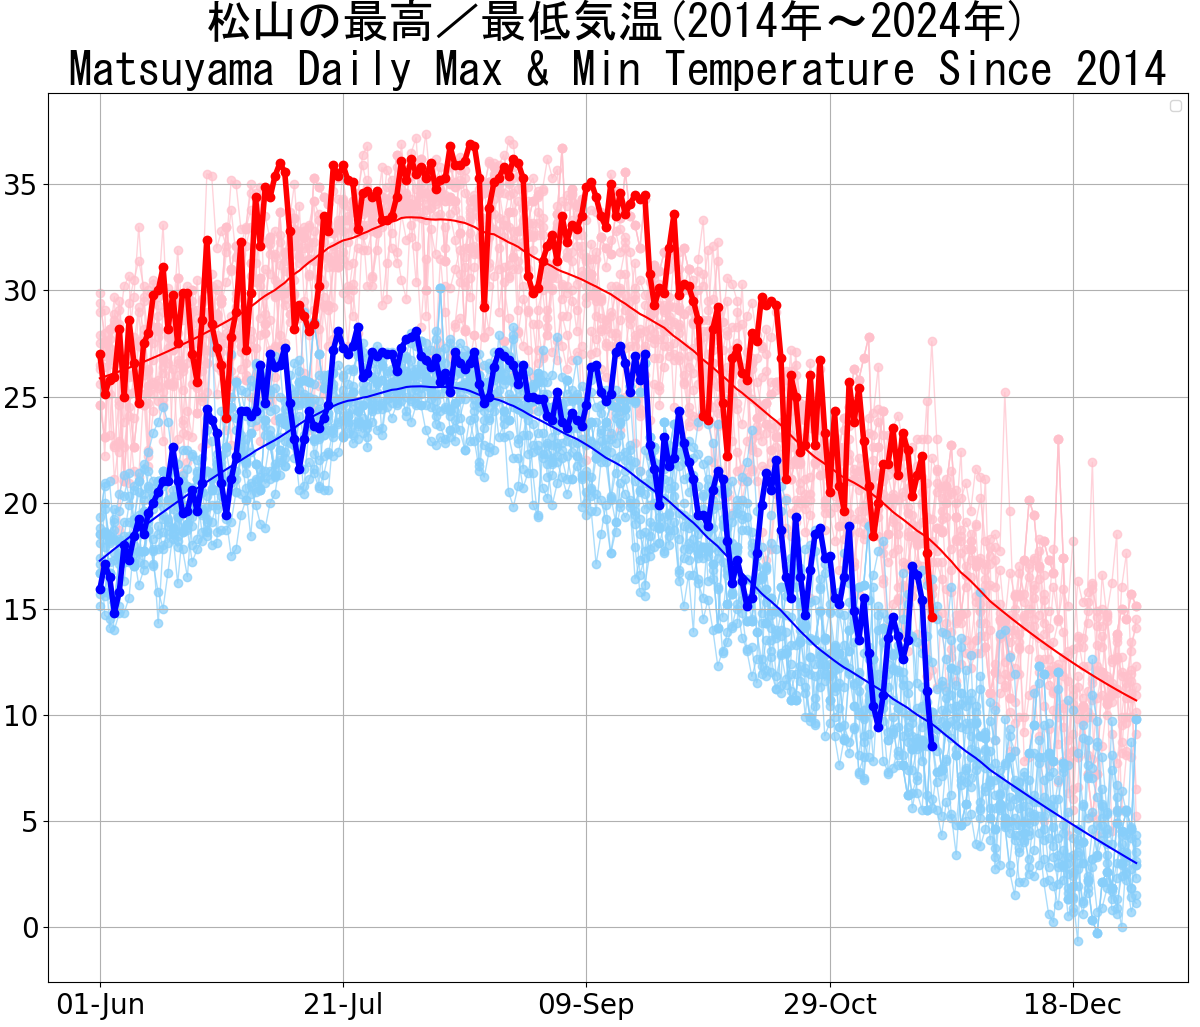 松山の最高／最低気温(2014年～2024年)
Matsuyama Daily Max & Min Temperature Since 2014
35
30
25
20
15
10
5
0
01-Jun 21-Jul 09-Sep 29-Oct 18-Dec